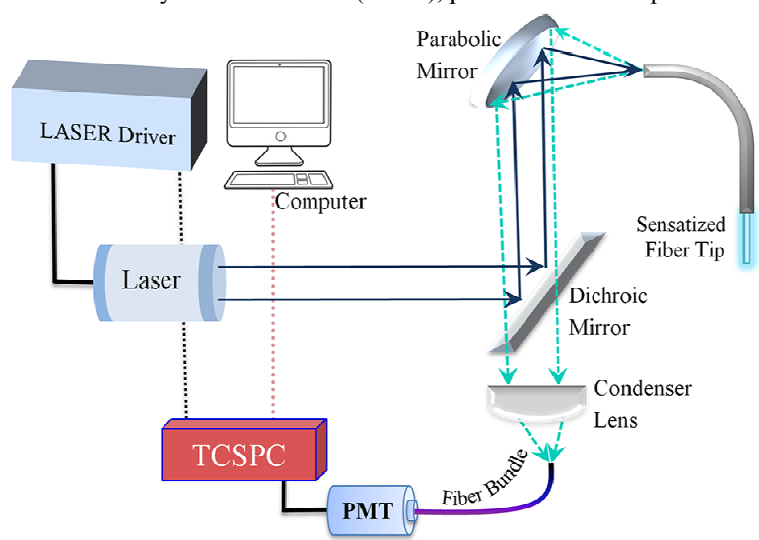 Parabolic
Mirror
LASER Driver
Computer
Sensatized
Fiber Tip
Laser
Dichroic
Mirror
Condenser
Lens
TCSPC
Fiber Bundle
PMT